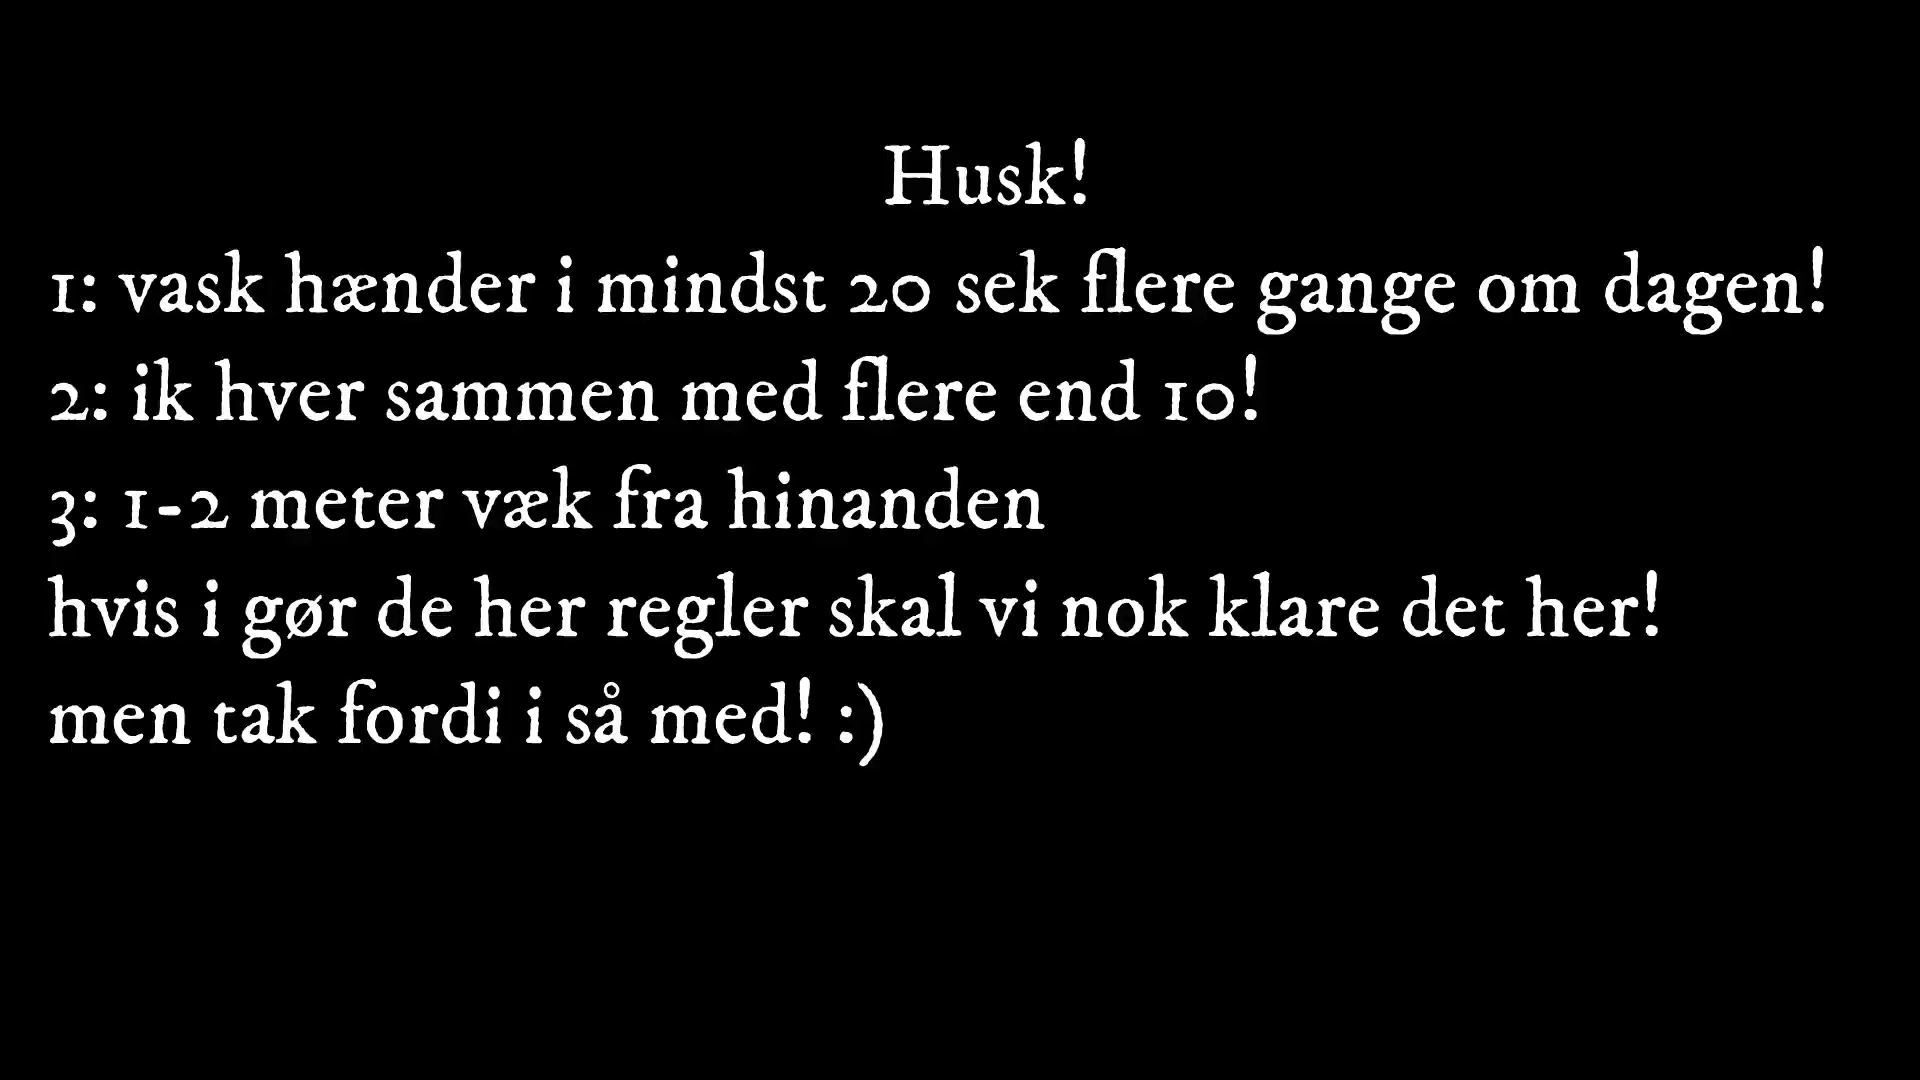 Husk!
1: vask hænder i mindst 20 sek flere gange om dagen!
2: ik hver sammen med flere end 10!
3: 1-2 meter væk fra hinanden
hvis i gør de her regler skal vi nok klare det her!
men tak fordi i så med! :)